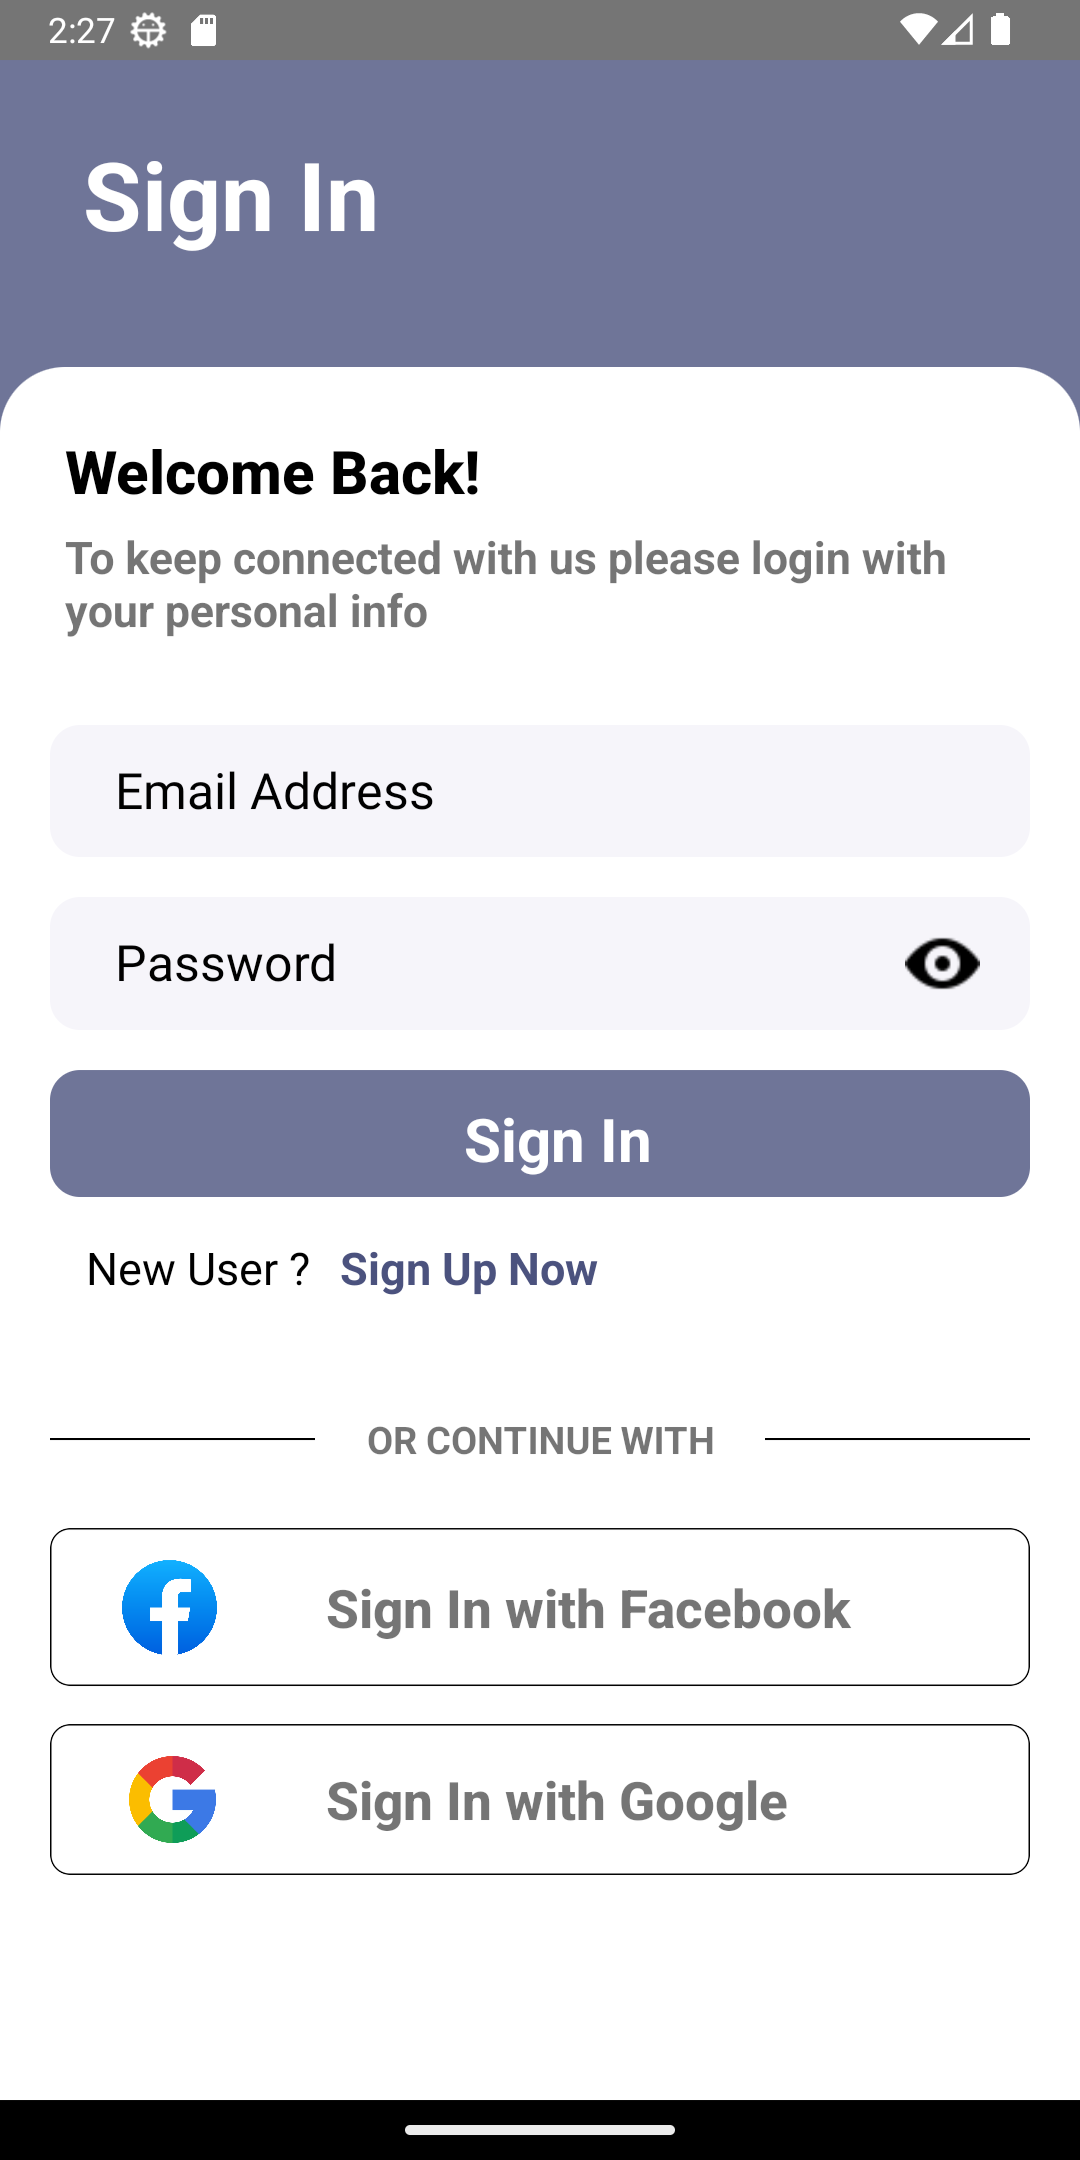 2:27
Sign In
Welcome Back!
To keep connected with us please login with
your personal info
Email Address
Password
Sign In
New User ? Sign Up Now
OR CONTINUE WITH
Sign In with Facebook
Sign In with Google